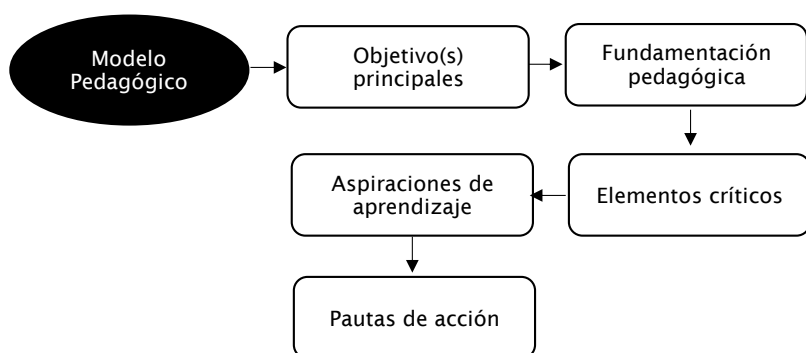 Modelo
Pedagógico
Objetivo(s)
principales
Fundamentación
pedagógica
Elementos críticos
Aspiraciones de
aprendizaje
Pautas de acción